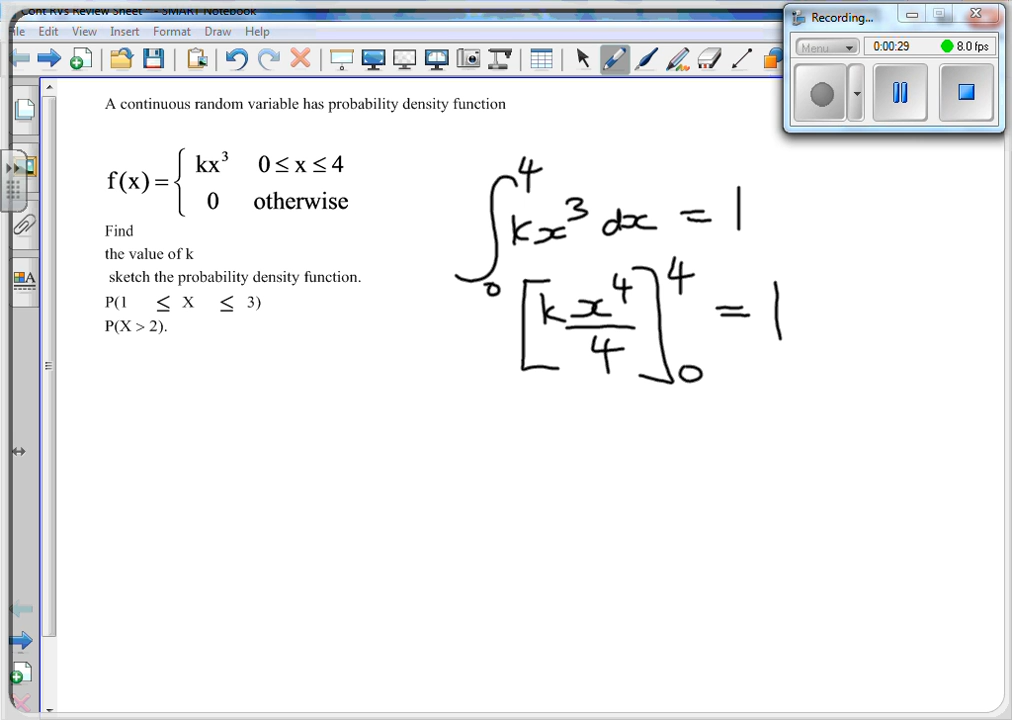 Cont RVs Review Sheet * - SMART Notebook
ile Edit View Insert Format Draw Help
Recording...
Menu 0:00:29 8.0 fps
A continuous random variable has probability density function
f(x) = { kx³ 0 ≤ x ≤ 4
0 otherwise
Find
the value of k
sketch the probability density function.
P(1 ≤ X ≤ 3)
P(X > 2).
∫₀⁴ kx³ dx = 1
[k x⁴/4]₀⁴ = 1